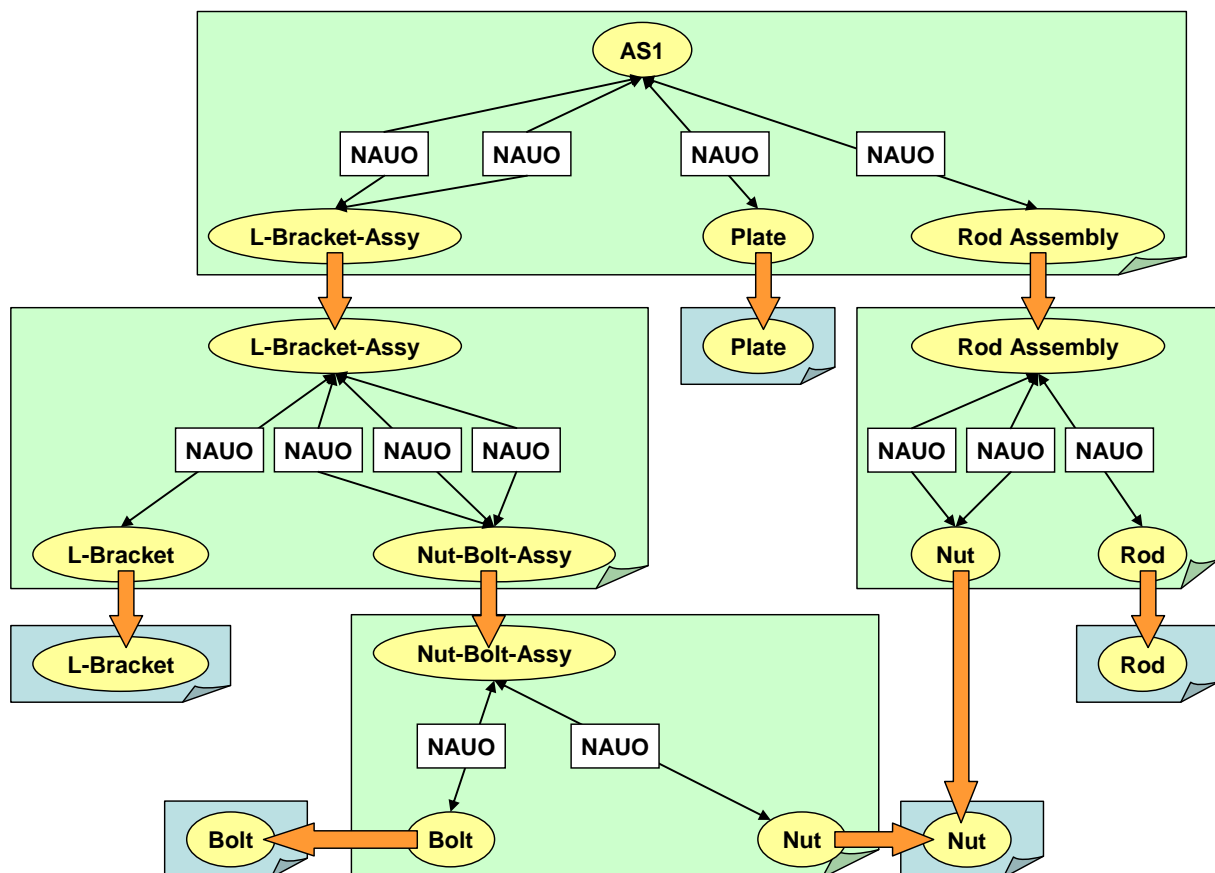 AS1
NAUO
NAUO
NAUO
NAUO
L-Bracket-Assy
Plate
Rod Assembly
L-Bracket-Assy
Plate
Rod Assembly
NAUO
NAUO
NAUO
NAUO
NAUO
NAUO
NAUO
L-Bracket
Nut-Bolt-Assy
Nut
Rod
L-Bracket
Nut-Bolt-Assy
Rod
NAUO
NAUO
Bolt
Bolt
Nut
Nut